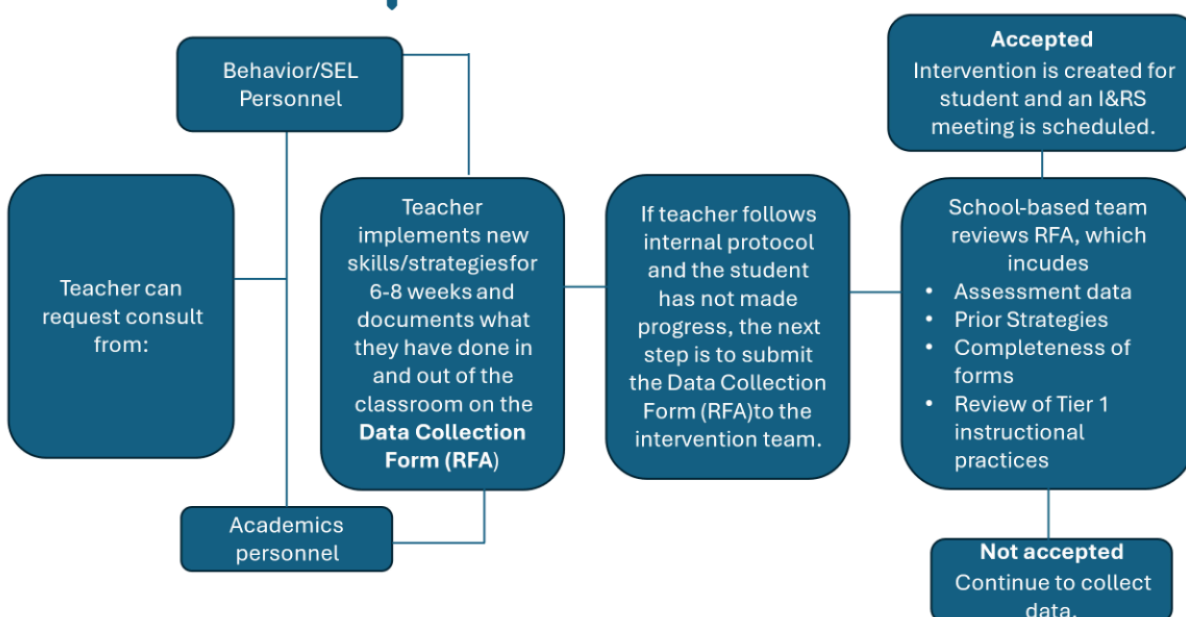 Behavior/SEL
Personnel
Teacher can
request consult
from:
Academics
personnel
Teacher
implements new
skills/strategiesfor
6-8 weeks and
documents what
they have done in
and out of the
classroom on the
Data Collection
Form (RFA)
If teacher follows
internal protocol
and the student
has not made
progress, the next
step is to submit
the Data Collection
Form (RFA)to the
intervention team.
Accepted
Intervention is created for
student and an I&RS
meeting is scheduled.
School-based team
reviews RFA, which
incudes
• Assessment data
• Prior Strategies
• Completeness of
forms
• Review of Tier 1
instructional
practices
Not accepted
Continue to collect
data.